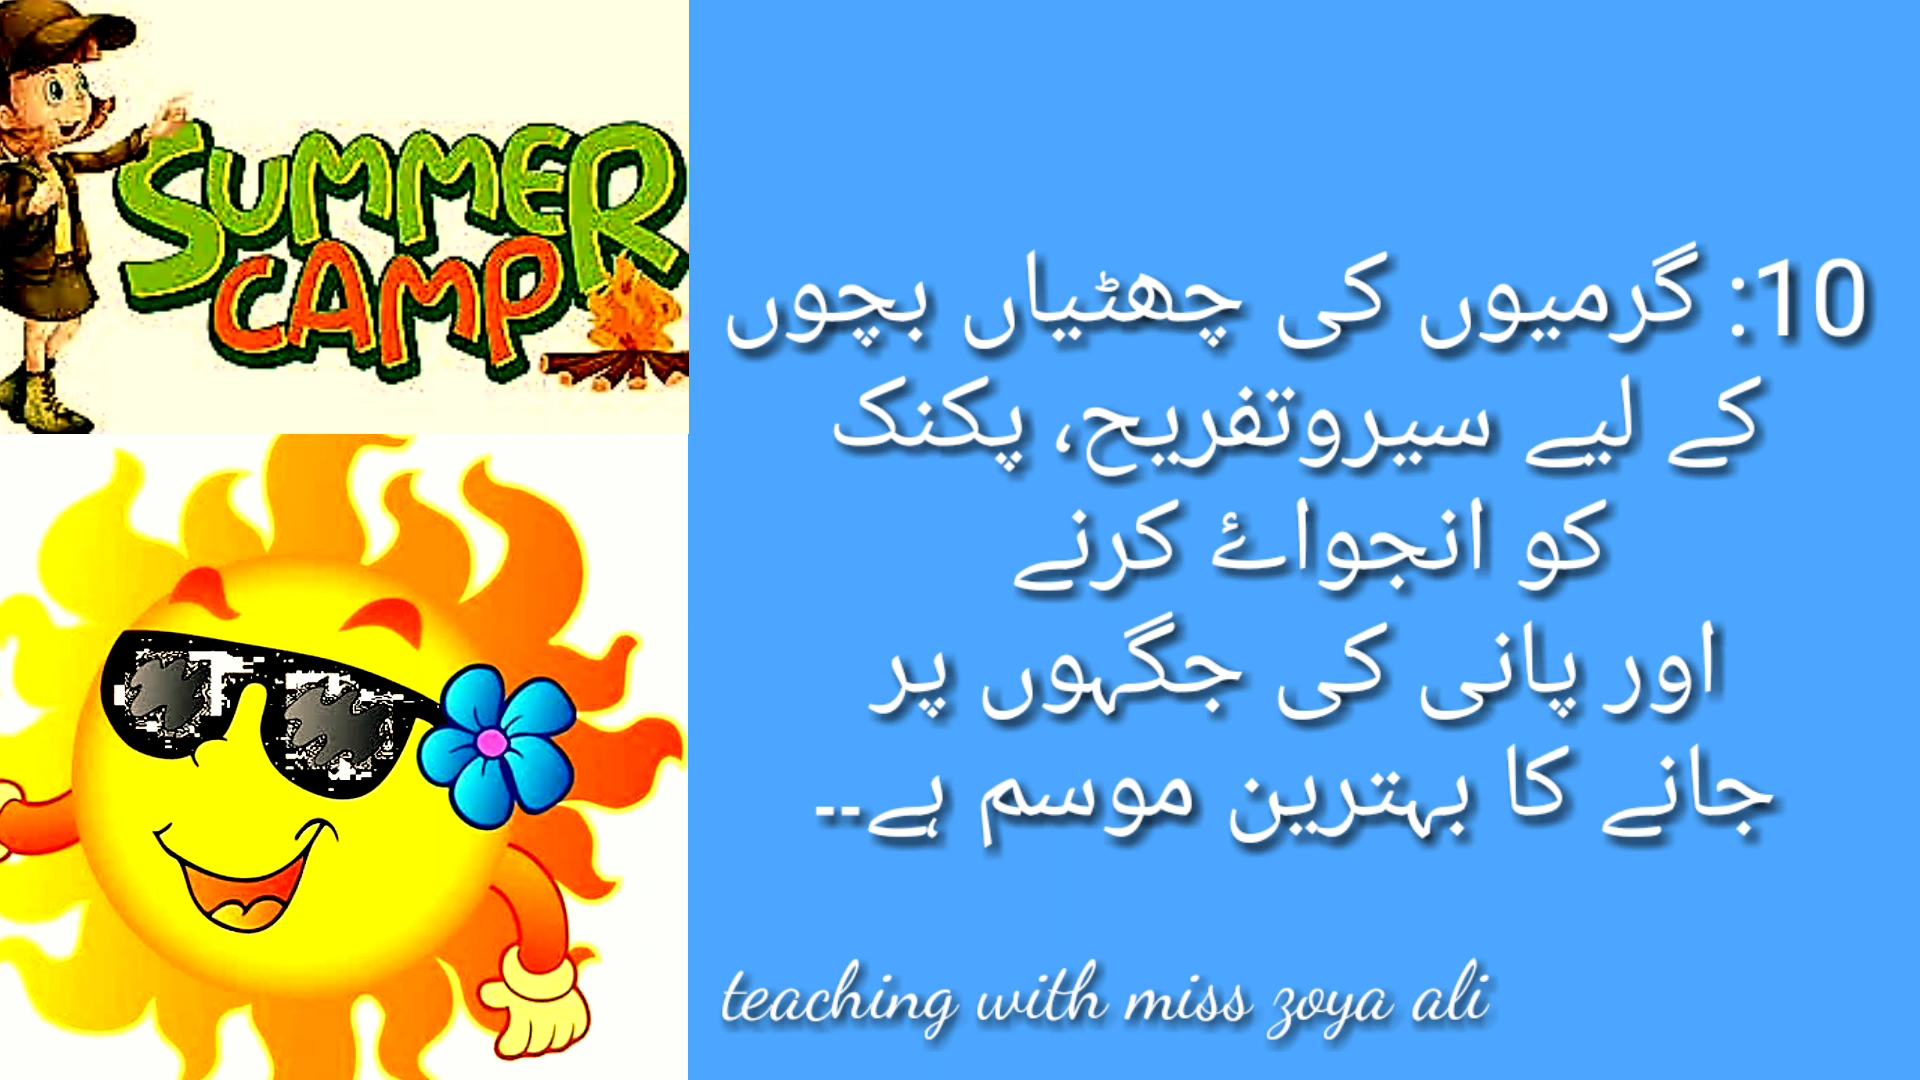 SUMMER
CAMP
10: گرمیوں کی چھٹیاں بچوں
کے لیے سیروتفریح، پکنک
کو انجواۓ کرنے
اور پانی کی جگہوں پر
جانے کا بہترین موسم ہے۔۔
teaching with miss zoya ali